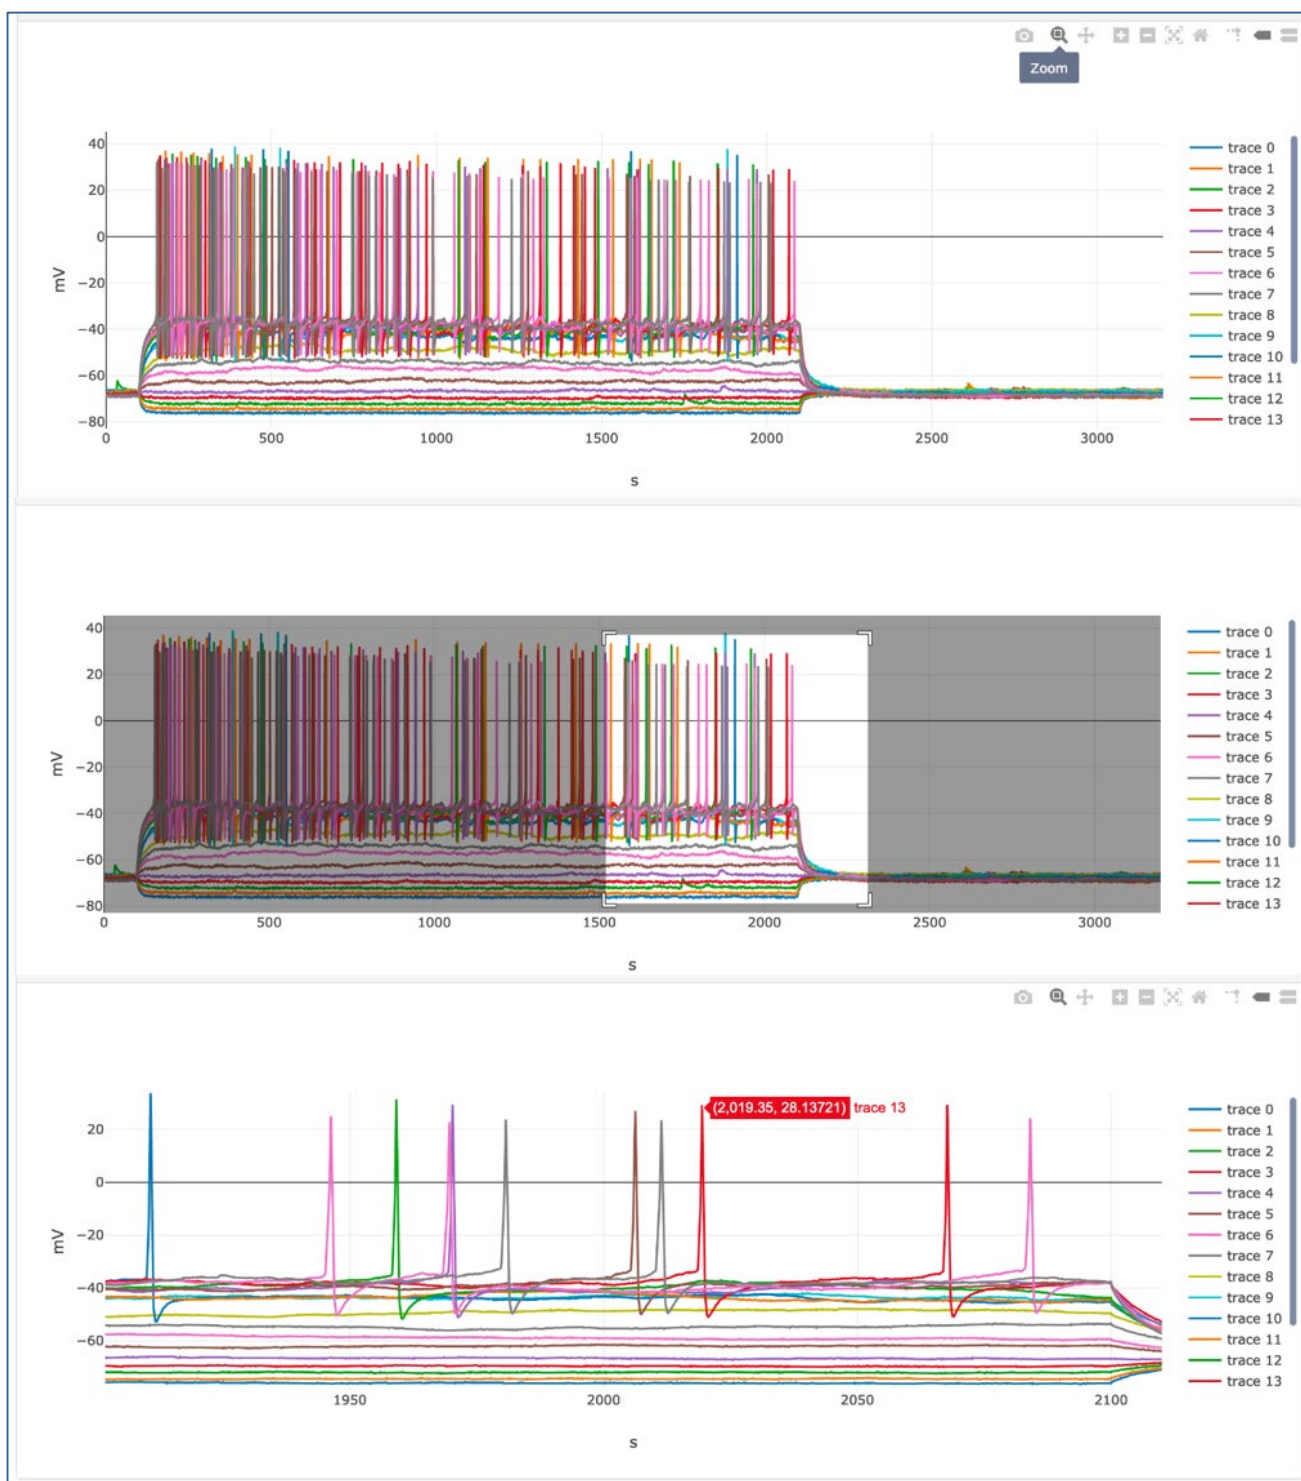 Zoom
40
20
0
−20
−40
−60
−80
mV
0 500 1000 1500 2000 2500 3000
s
trace 0
trace 1
trace 2
trace 3
trace 4
trace 5
trace 6
trace 7
trace 8
trace 9
trace 10
trace 11
trace 12
trace 13
40
20
0
−20
−40
−60
−80
mV
0 500 1000 1500 2000 2500 3000
s
trace 0
trace 1
trace 2
trace 3
trace 4
trace 5
trace 6
trace 7
trace 8
trace 9
trace 10
trace 11
trace 12
trace 13
(2,019.35, 28.13721) trace 13
20
0
−20
−40
−60
mV
1950 2000 2050 2100
s
trace 0
trace 1
trace 2
trace 3
trace 4
trace 5
trace 6
trace 7
trace 8
trace 9
trace 10
trace 11
trace 12
trace 13